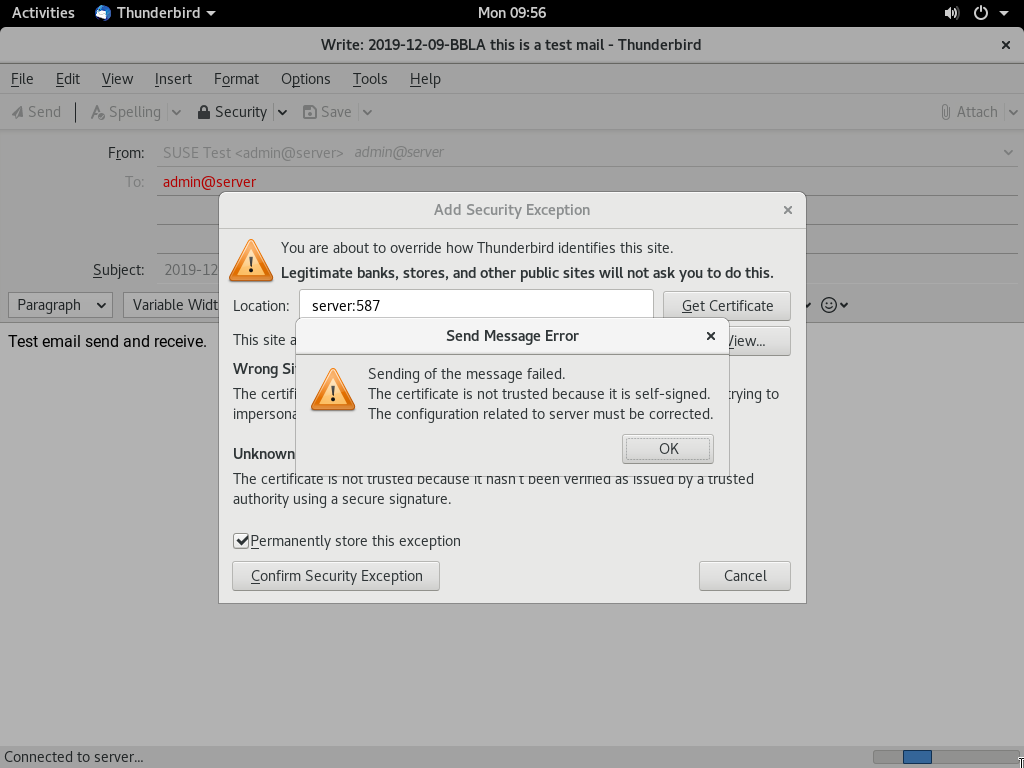 Activities Thunderbird Mon 09:56
Write: 2019-12-09-BBLA this is a test mail - Thunderbird
File Edit View Insert Format Options Tools Help
Send Spelling Security Save Attach
From: SUSE Test <admin@server> admin@server
To: admin@server
Add Security Exception
You are about to override how Thunderbird identifies this site.
Legitimate banks, stores, and other public sites will not ask you to do this.
Subject: 2019-12
Paragraph Variable Widt
Location: server:587 Get Certificate
Test email send and receive.
This site a View...
Send Message Error
Sending of the message failed.
The certificate is not trusted because it is self-signed.
The configuration related to server must be corrected.
OK
Wrong Si
The certifi trying to
impersona
Unknown
The certificate is not trusted because it hasn't been verified as issued by a trusted
authority using a secure signature.
Permanently store this exception
Confirm Security Exception Cancel
Connected to server...